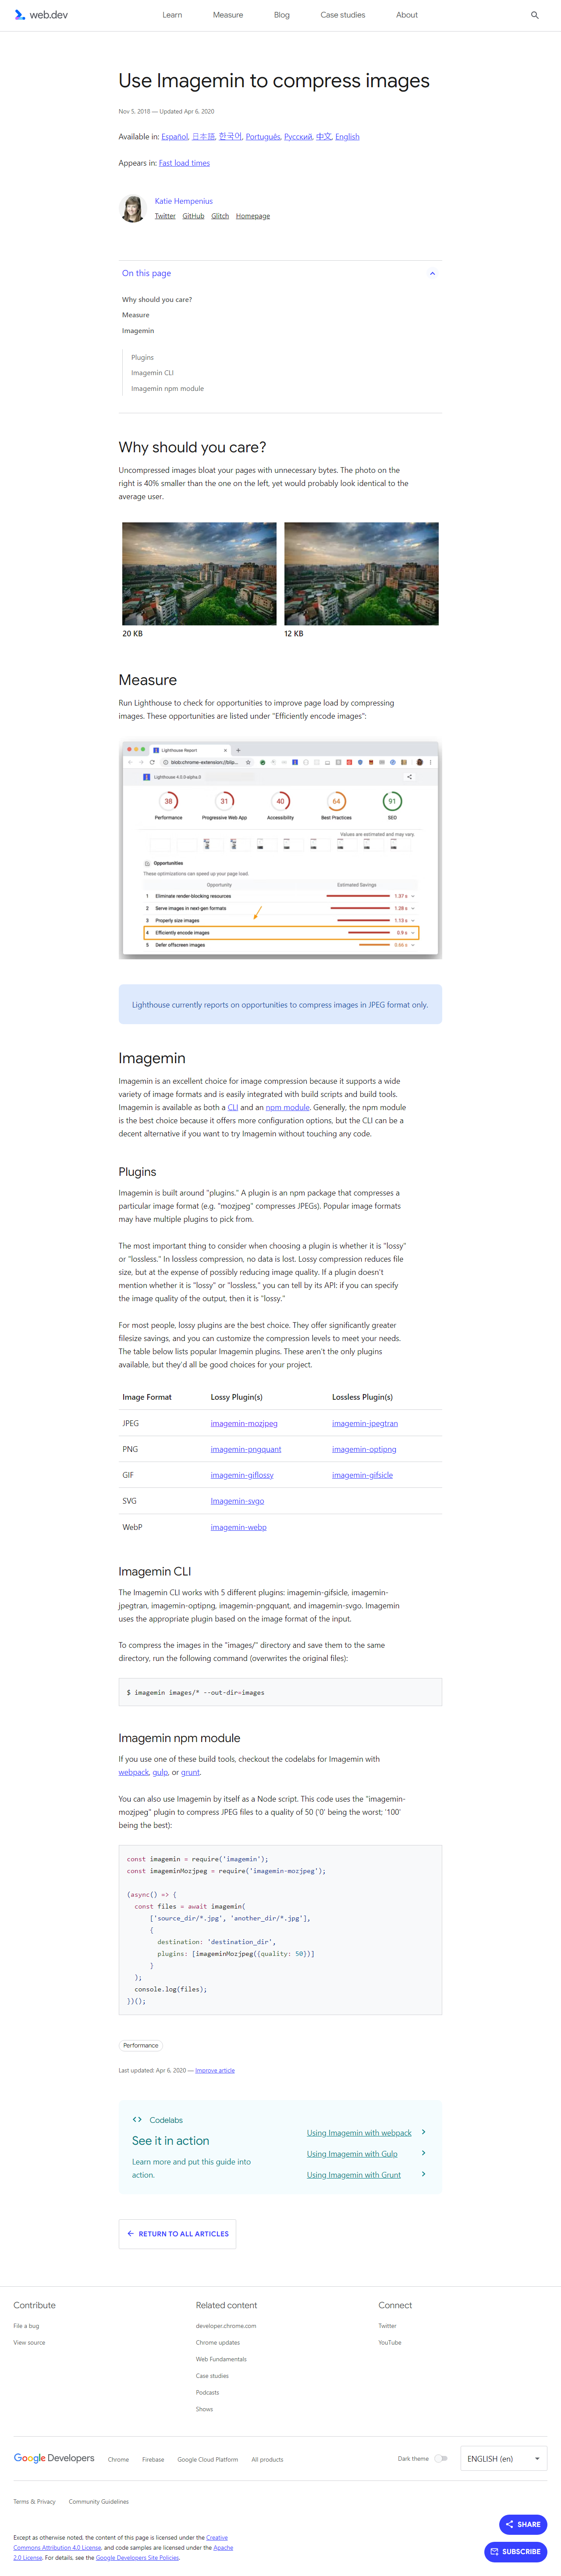 web.dev
Learn
Measure
Blog
Case studies
About
Use Imagemin to compress images
Nov 5, 2018 — Updated Apr 6, 2020
Available in: Español, 日本語, 한국어, Português, Русский, 中文, English
Appears in: Fast load times
Katie Hempenius
Twitter GitHub Glitch Homepage
On this page
Why should you care?
Measure
Imagemin
Plugins
Imagemin CLI
Imagemin npm module
Why should you care?
Uncompressed images bloat your pages with unnecessary bytes. The photo on the
right is 40% smaller than the one on the left, yet would probably look identical to the
average user.
20 KB
12 KB
Measure
Run Lighthouse to check for opportunities to improve page load by compressing
images. These opportunities are listed under "Efficiently encode images":
Lighthouse Report
blob:chrome-extension://blip...
Lighthouse 4.0.0-alpha.0
38
31
40
64
91
Performance
Progressive Web App
Accessibility
Best Practices
SEO
Values are estimated and may vary.
Opportunities
These optimizations can speed up your page load.
Opportunity
Estimated Savings
1 Eliminate render-blocking resources 1.37 s
2 Serve images in next-gen formats 1.28 s
3 Properly size images 1.13 s
4 Efficiently encode images 0.9 s
5 Defer offscreen images 0.66 s
Lighthouse currently reports on opportunities to compress images in JPEG format only.
Imagemin
Imagemin is an excellent choice for image compression because it supports a wide
variety of image formats and is easily integrated with build scripts and build tools.
Imagemin is available as both a CLI and an npm module. Generally, the npm module
is the best choice because it offers more configuration options, but the CLI can be a
decent alternative if you want to try Imagemin without touching any code.
Plugins
Imagemin is built around "plugins." A plugin is an npm package that compresses a
particular image format (e.g. "mozjpeg" compresses JPEGs). Popular image formats
may have multiple plugins to pick from.
The most important thing to consider when choosing a plugin is whether it is "lossy"
or "lossless." In lossless compression, no data is lost. Lossy compression reduces file
size, but at the expense of possibly reducing image quality. If a plugin doesn't
mention whether it is "lossy" or "lossless," you can tell by its API: if you can specify
the image quality of the output, then it is "lossy."
For most people, lossy plugins are the best choice. They offer significantly greater
filesize savings, and you can customize the compression levels to meet your needs.
The table below lists popular Imagemin plugins. These aren't the only plugins
available, but they'd all be good choices for your project.
Image Format Lossy Plugin(s) Lossless Plugin(s)
JPEG imagemin-mozjpeg imagemin-jpegtran
PNG imagemin-pngquant imagemin-optipng
GIF imagemin-giflossy imagemin-gifsicle
SVG Imagemin-svgo
WebP imagemin-webp
Imagemin CLI
The Imagemin CLI works with 5 different plugins: imagemin-gifsicle, imagemin-
jpegtran, imagemin-optipng, imagemin-pngquant, and imagemin-svgo. Imagemin
uses the appropriate plugin based on the image format of the input.
To compress the images in the "images/" directory and save them to the same
directory, run the following command (overwrites the original files):
$ imagemin images/* --out-dir=images
Imagemin npm module
If you use one of these build tools, checkout the codelabs for Imagemin with
webpack, gulp, or grunt.
You can also use Imagemin by itself as a Node script. This code uses the "imagemin-
mozjpeg" plugin to compress JPEG files to a quality of 50 ('0' being the worst; '100'
being the best):
const imagemin = require('imagemin');
const imageminMozjpeg = require('imagemin-mozjpeg');
(async() => {
const files = await imagemin(
['source_dir/*.jpg', 'another_dir/*.jpg'],
{
destination: 'destination_dir',
plugins: [imageminMozjpeg({quality: 50})]
}
);
console.log(files);
})();
Performance
Last updated: Apr 6, 2020 — Improve article
Codelabs
See it in action
Learn more and put this guide into
action.
Using Imagemin with webpack
Using Imagemin with Gulp
Using Imagemin with Grunt
RETURN TO ALL ARTICLES
Contribute
File a bug
View source
Related content
developer.chrome.com
Chrome updates
Web Fundamentals
Case studies
Podcasts
Shows
Connect
Twitter
YouTube
Google Developers
Chrome
Firebase
Google Cloud Platform
All products
Dark theme
ENGLISH (en)
Terms & Privacy
Community Guidelines
SHARE
SUBSCRIBE
Except as otherwise noted, the content of this page is licensed under the Creative
Commons Attribution 4.0 License, and code samples are licensed under the Apache
2.0 License. For details, see the Google Developers Site Policies.